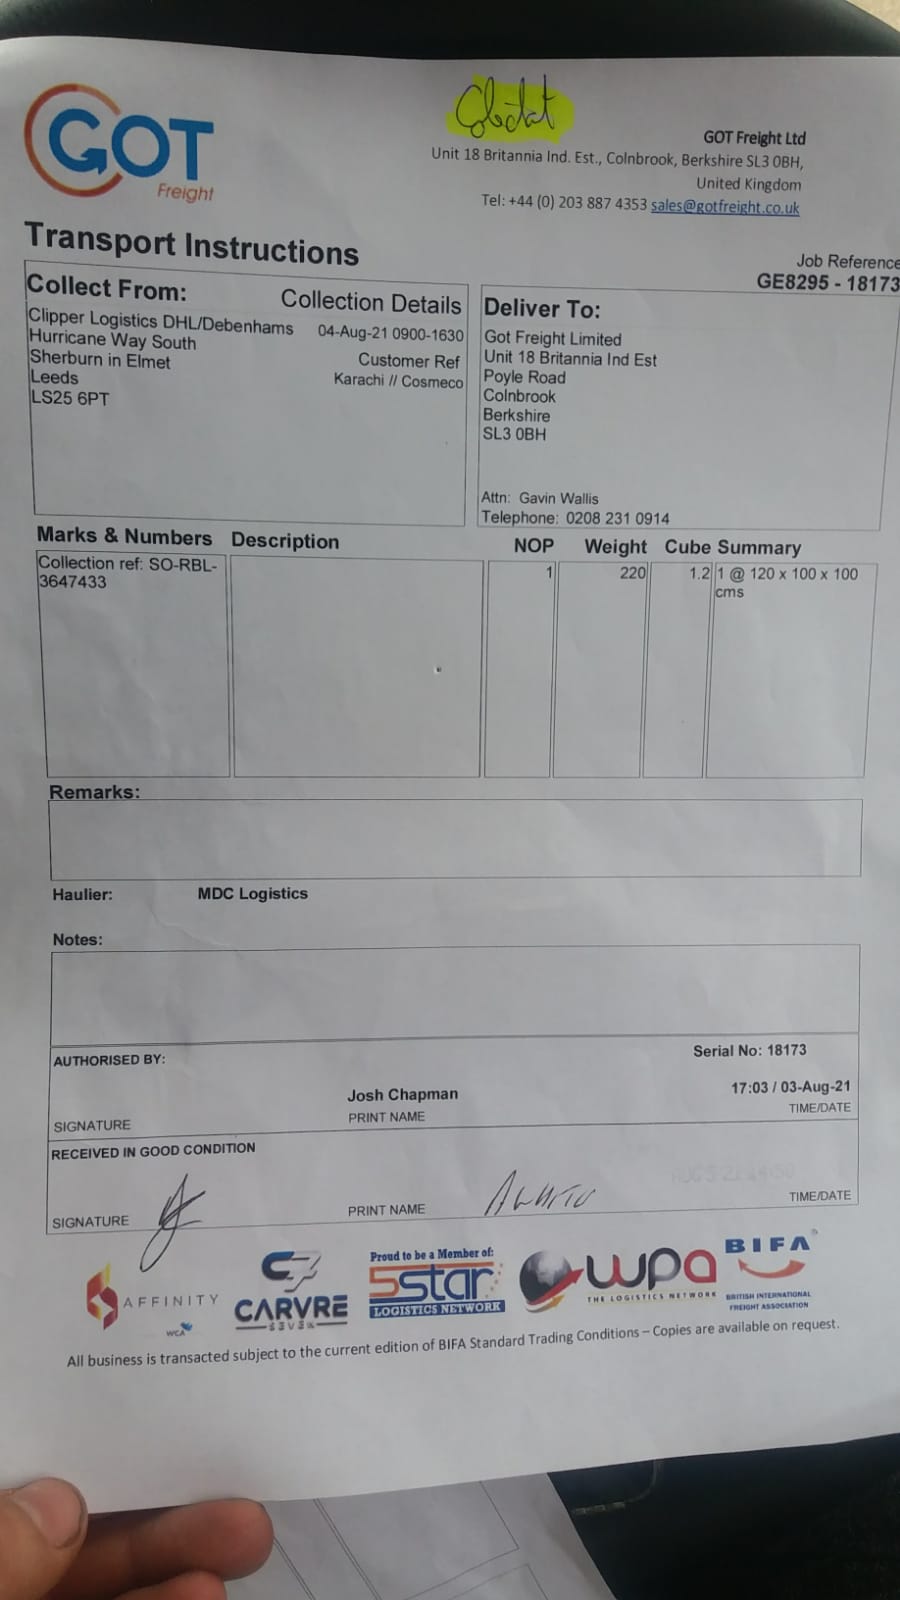 GOT
Freight
GOT Freight Ltd
Unit 18 Britannia Ind. Est., Colnbrook, Berkshire SL3 0BH,
United Kingdom
Tel: +44 (0) 203 887 4353 sales@gotfreight.co.uk
Transport Instructions
Job Reference
GE8295 - 18173
Collect From:
Collection Details
Clipper Logistics DHL/Debenhams
04-Aug-21 0900-1630
Hurricane Way South
Customer Ref
Sherburn in Elmet
Karachi // Cosmeco
Leeds
LS25 6PT
Deliver To:
Got Freight Limited
Unit 18 Britannia Ind Est
Poyle Road
Colnbrook
Berkshire
SL3 0BH
Attn: Gavin Wallis
Telephone: 0208 231 0914
Marks & Numbers Description NOP Weight Cube Summary
Collection ref: SO-RBL-
3647433
1 220 1.2 1 @ 120 x 100 x 100
cms
Remarks:
Haulier: MDC Logistics
Notes:
AUTHORISED BY:
Serial No: 18173
Josh Chapman
17:03 / 03-Aug-21
SIGNATURE PRINT NAME TIME/DATE
RECEIVED IN GOOD CONDITION
SIGNATURE PRINT NAME TIME/DATE
AFFINITY
WCA
CARVRE
SEVEN
Proud to be a Member of:
5star
LOGISTICS NETWORK
wpa
THE LOGISTICS NETWORK
BIFA
BRITISH INTERNATIONAL
FREIGHT ASSOCIATION
All business is transacted subject to the current edition of BIFA Standard Trading Conditions – Copies are available on request.